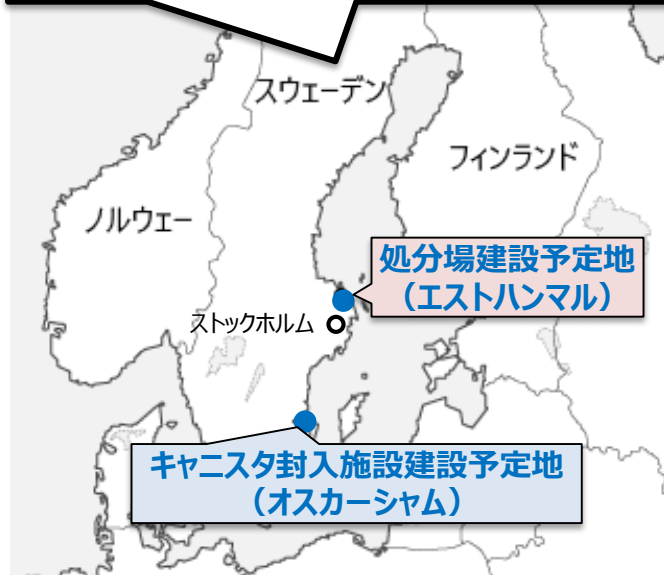 スウェーデン
フィンランド
ノルウェー
処分場建設予定地
（エストハンマル）
ストックホルム
キャニスタ封入施設建設予定地
（オスカーシャム）